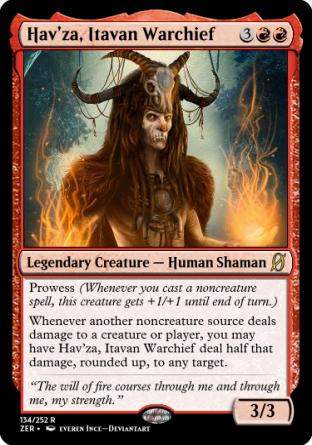 Hav'za, Itavan Warchief 3
Legendary Creature — Human Shaman
Prowess (Whenever you cast a noncreature
spell, this creature gets +1/+1 until end of turn.)
Whenever another noncreature source deals
damage to a creature or player, you may
have Hav'za, Itavan Warchief deal half that
damage, rounded up, to any target.
“The will of fire courses through me and through
me, my strength.”
3/3
134/252 R
ZER • EVEREN INCE—DEVIANTART